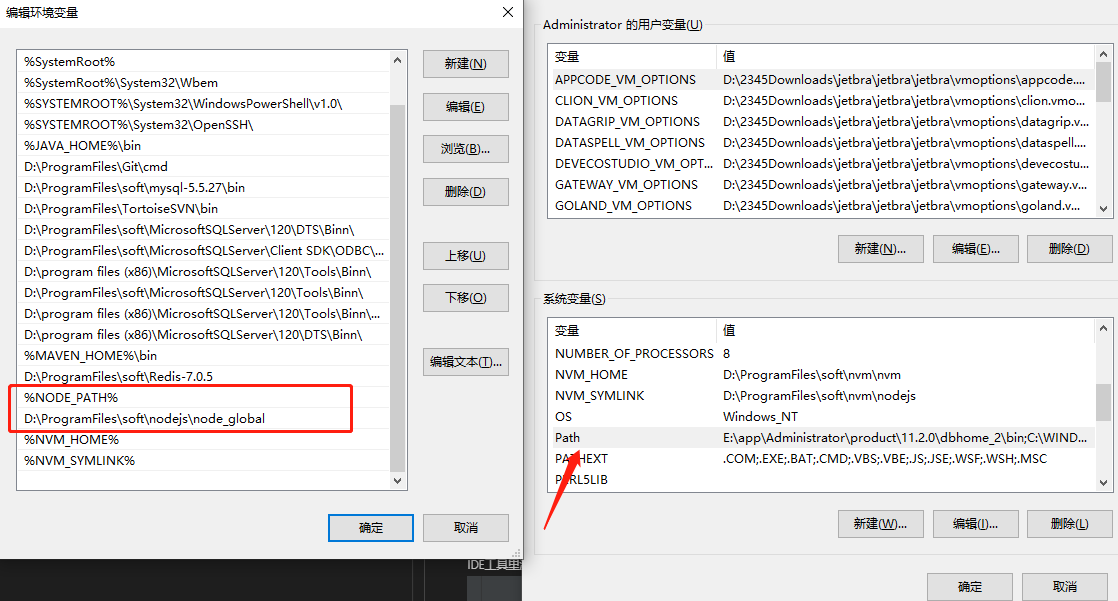 编辑环境变量
%SystemRoot%
%SystemRoot%\System32\Wbem
%SYSTEMROOT%\System32\WindowsPowerShell\v1.0\
%SYSTEMROOT%\System32\OpenSSH\
%JAVA_HOME%\bin
D:\ProgramFiles\Git\cmd
D:\ProgramFiles\soft\mysql-5.5.27\bin
D:\ProgramFiles\TortoiseSVN\bin
D:\ProgramFiles\soft\MicrosoftSQLServer\120\DTS\Binn\
D:\ProgramFiles\soft\MicrosoftSQLServer\Client SDK\ODBC\...
D:\program files (x86)\MicrosoftSQLServer\120\Tools\Binn\
D:\ProgramFiles\soft\MicrosoftSQLServer\120\Tools\Binn\
D:\program files (x86)\MicrosoftSQLServer\120\Tools\Binn\...
D:\program files (x86)\MicrosoftSQLServer\120\DTS\Binn\
%MAVEN_HOME%\bin
D:\ProgramFiles\soft\Redis-7.0.5
%NODE_PATH%
D:\ProgramFiles\soft\nodejs\node_global
%NVM_HOME%
%NVM_SYMLINK%
新建(N)
编辑(E)
浏览(B)...
删除(D)
上移(U)
下移(O)
编辑文本(T)...
确定
取消
Administrator 的用户变量(U)
变量 值
APPCODE_VM_OPTIONS D:\2345Downloads\jetbra\jetbra\jetbra\vmoptions\appcode....
CLION_VM_OPTIONS D:\2345Downloads\jetbra\jetbra\jetbra\vmoptions\clion.vmo...
DATAGRIP_VM_OPTIONS D:\2345Downloads\jetbra\jetbra\jetbra\vmoptions\datagrip.v...
DATASPELL_VM_OPTIONS D:\2345Downloads\jetbra\jetbra\jetbra\vmoptions\dataspell....
DEVECOSTUDIO_VM_OPT... D:\2345Downloads\jetbra\jetbra\jetbra\vmoptions\devecostu...
GATEWAY_VM_OPTIONS D:\2345Downloads\jetbra\jetbra\jetbra\vmoptions\gateway.v...
GOLAND_VM_OPTIONS D:\2345Downloads\jetbra\jetbra\jetbra\vmoptions\goland.v...
新建(N)... 编辑(E)... 删除(D)
系统变量(S)
变量 值
NUMBER_OF_PROCESSORS 8
NVM_HOME D:\ProgramFiles\soft\nvm\nvm
NVM_SYMLINK D:\ProgramFiles\soft\nvm\nodejs
OS Windows_NT
Path E:\app\Administrator\product\11.2.0\dbhome_2\bin;C:\WIND...
PATHEXT .COM;.EXE;.BAT;.CMD;.VBS;.VBE;.JS;.JSE;.WSF;.WSH;.MSC
PERL5LIB
新建(W)... 编辑(I)... 删除(L)
确定 取消